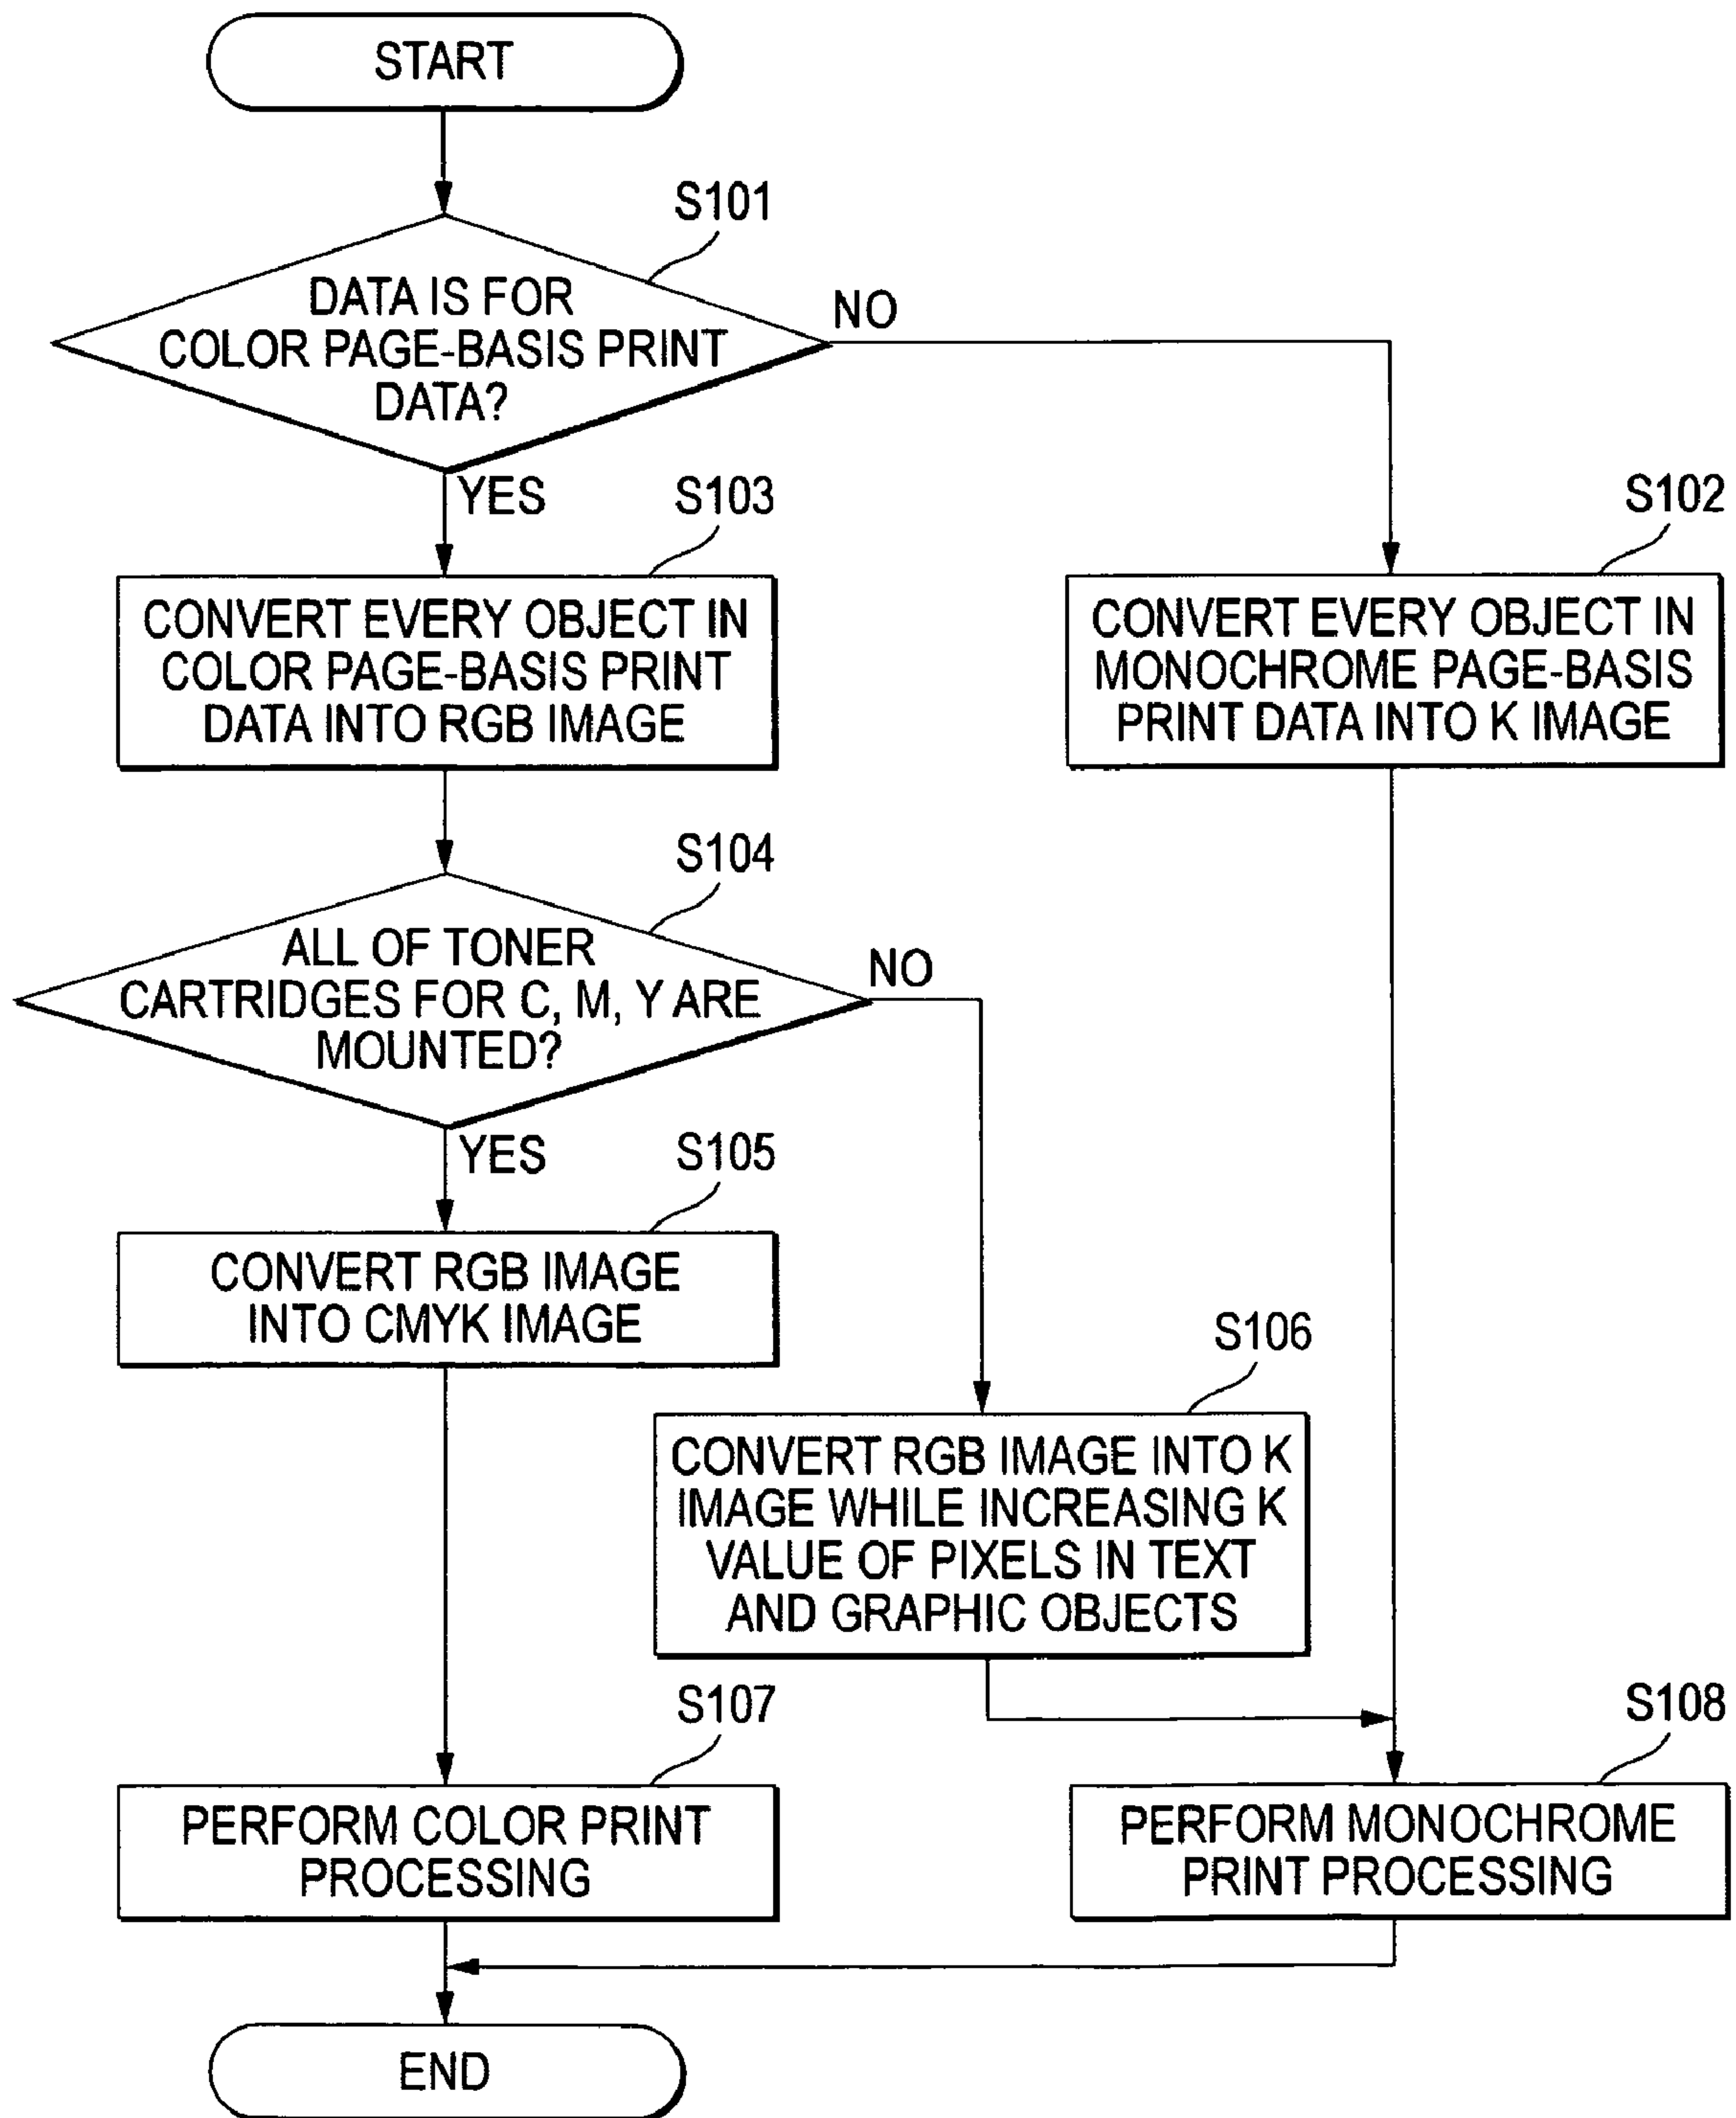 START
S101
DATA IS FOR
COLOR PAGE-BASIS PRINT
DATA?
NO
YES
S103
S102
CONVERT EVERY OBJECT IN
COLOR PAGE-BASIS PRINT
DATA INTO RGB IMAGE
CONVERT EVERY OBJECT IN
MONOCHROME PAGE-BASIS
PRINT DATA INTO K IMAGE
S104
ALL OF TONER
CARTRIDGES FOR C, M, Y ARE
MOUNTED?
NO
YES
S105
CONVERT RGB IMAGE
INTO CMYK IMAGE
S106
CONVERT RGB IMAGE INTO K
IMAGE WHILE INCREASING K
VALUE OF PIXELS IN TEXT
AND GRAPHIC OBJECTS
S107
S108
PERFORM COLOR PRINT
PROCESSING
PERFORM MONOCHROME
PRINT PROCESSING
END